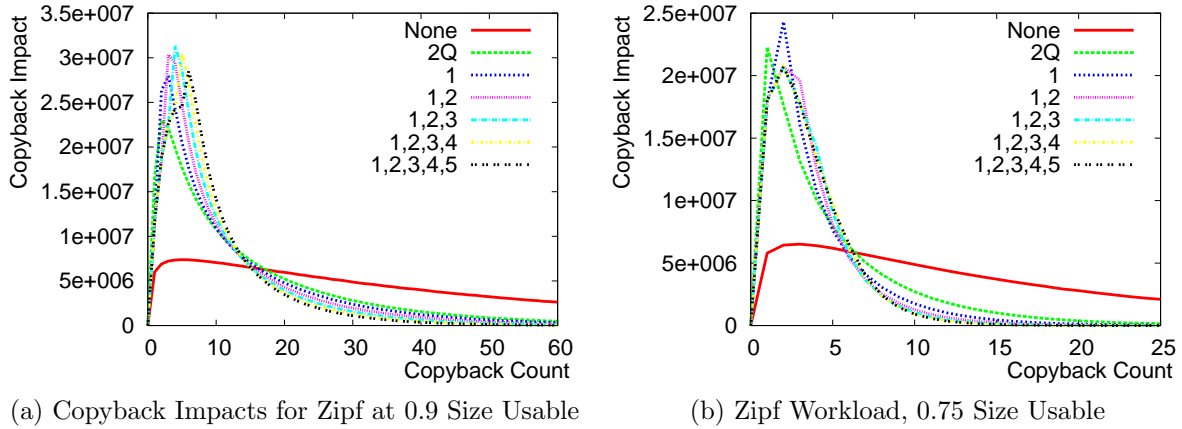 Copyback Impact
3.5e+007
3e+007
2.5e+007
2e+007
1.5e+007
1e+007
5e+006
0
0 10 20 30 40 50 60
Copyback Count
None
2Q
1
1,2
1,2,3
1,2,3,4
1,2,3,4,5
(a) Copyback Impacts for Zipf at 0.9 Size Usable
Copyback Impact
2.5e+007
2e+007
1.5e+007
1e+007
5e+006
0
0 5 10 15 20 25
Copyback Count
None
2Q
1
1,2
1,2,3
1,2,3,4
1,2,3,4,5
(b) Zipf Workload, 0.75 Size Usable